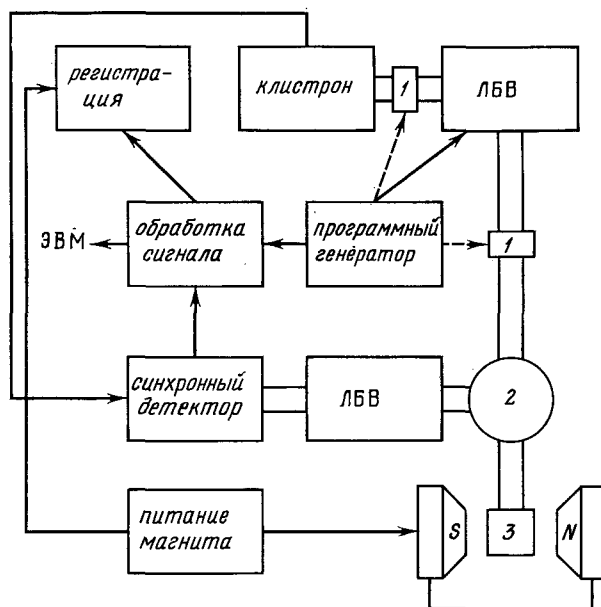 регистра-
ция
клистрон
1
ЛБВ
ЭВМ
обработка
сигнала
программный
генератор
1
синхронный
детектор
ЛБВ
2
питание
магнита
S
3
N